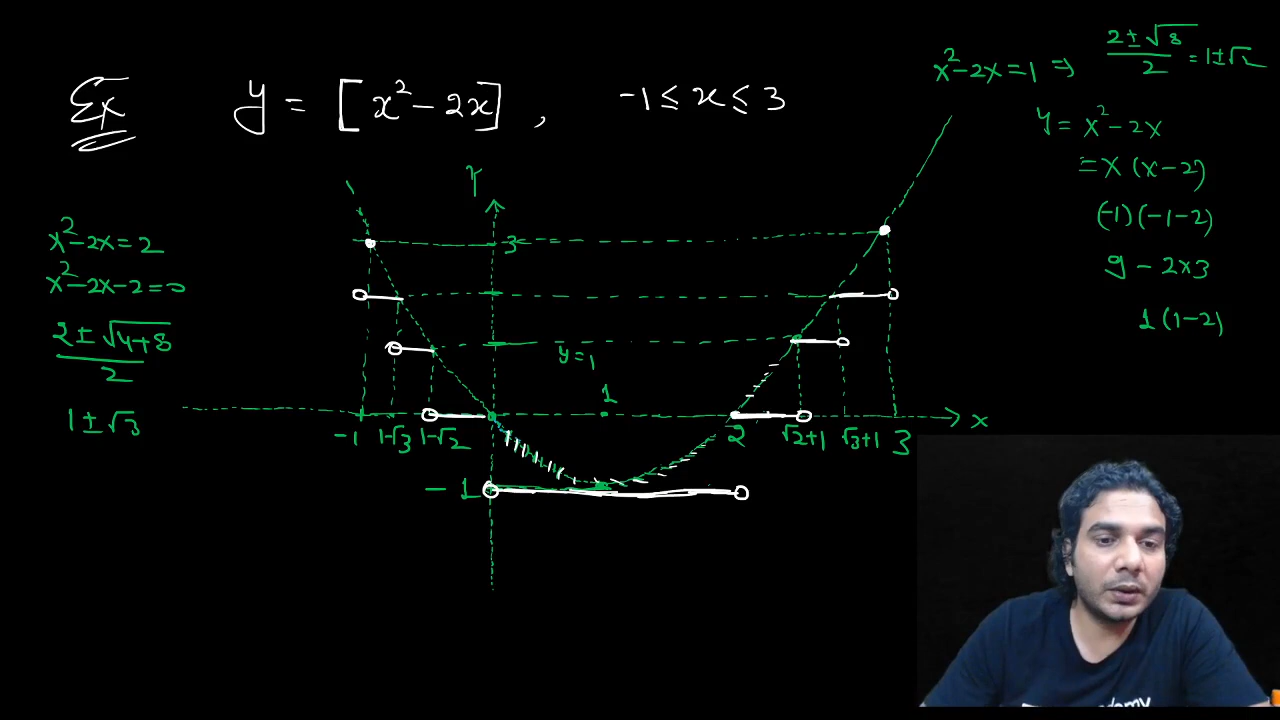 Ex y = [x² - 2x] , -1 ≤ x ≤ 3
x² - 2x = 1 ⇒ (2 ± √8)/2 = 1 ± √2
y = x² - 2x
= x (x - 2)
(-1) (-1 - 2)
9 - 2×3
1 (1 - 2)
x² - 2x = 2
x² - 2x - 2 = 0
(2 ± √(4+8))/2
1 ± √3
Y
3
y = 1
1
-1 1-√3 1-√2 2 √2+1 √3+1 3 x
-1